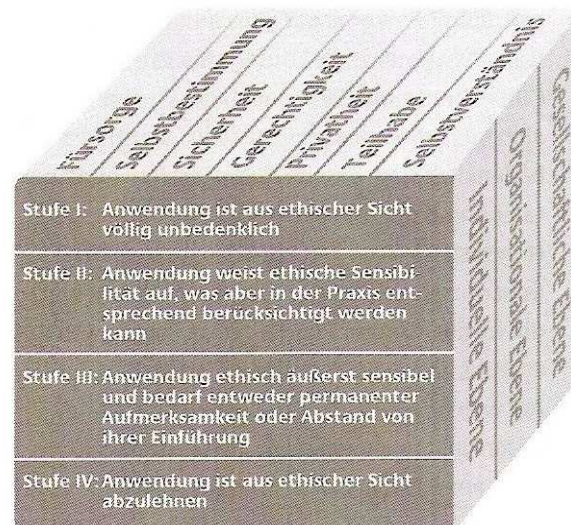 Fürsorge
Selbstbestimmung
Sicherheit
Gerechtigkeit
Privatheit
Teilhabe
Selbstverständnis
Stufe I: Anwendung ist aus ethischer Sicht
völlig unbedenklich
Stufe II: Anwendung weist ethische Sensibi-
lität auf, was aber in der Praxis ent-
sprechend berücksichtigt werden
kann
Stufe III: Anwendung ethisch äußerst sensibel
und bedarf entweder permanenter
Aufmerksamkeit oder Abstand von
ihrer Einführung
Stufe IV: Anwendung ist aus ethischer Sicht
abzulehnen
Individuelle Ebene
Organisationale Ebene
Gesellschaftliche Ebene